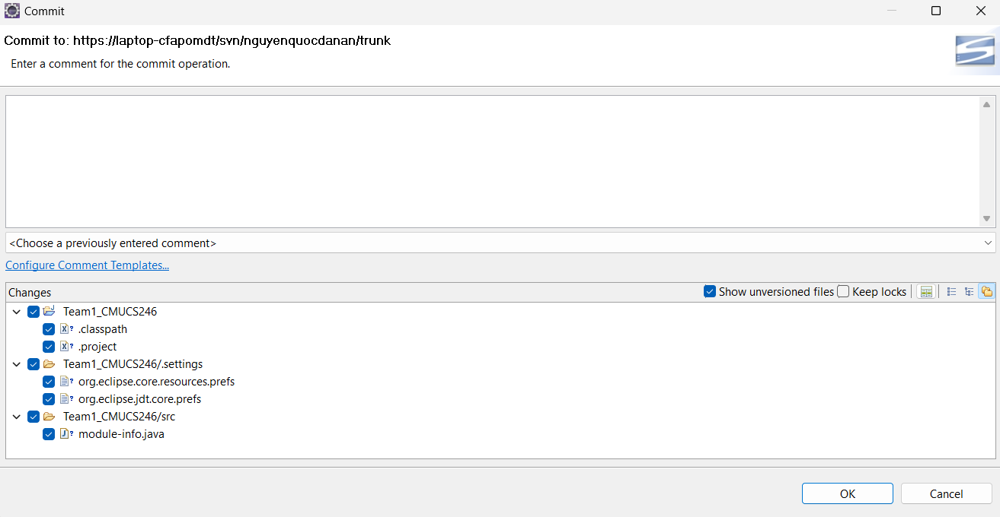 Commit
Commit to: https://laptop-cfapomdt/svn/nguyenquocdanan/trunk
Enter a comment for the commit operation.
<Choose a previously entered comment>
Configure Comment Templates...
Changes
Show unversioned files
Keep locks
Team1_CMUCS246
.classpath
.project
Team1_CMUCS246/.settings
org.eclipse.core.resources.prefs
org.eclipse.jdt.core.prefs
Team1_CMUCS246/src
module-info.java
OK
Cancel